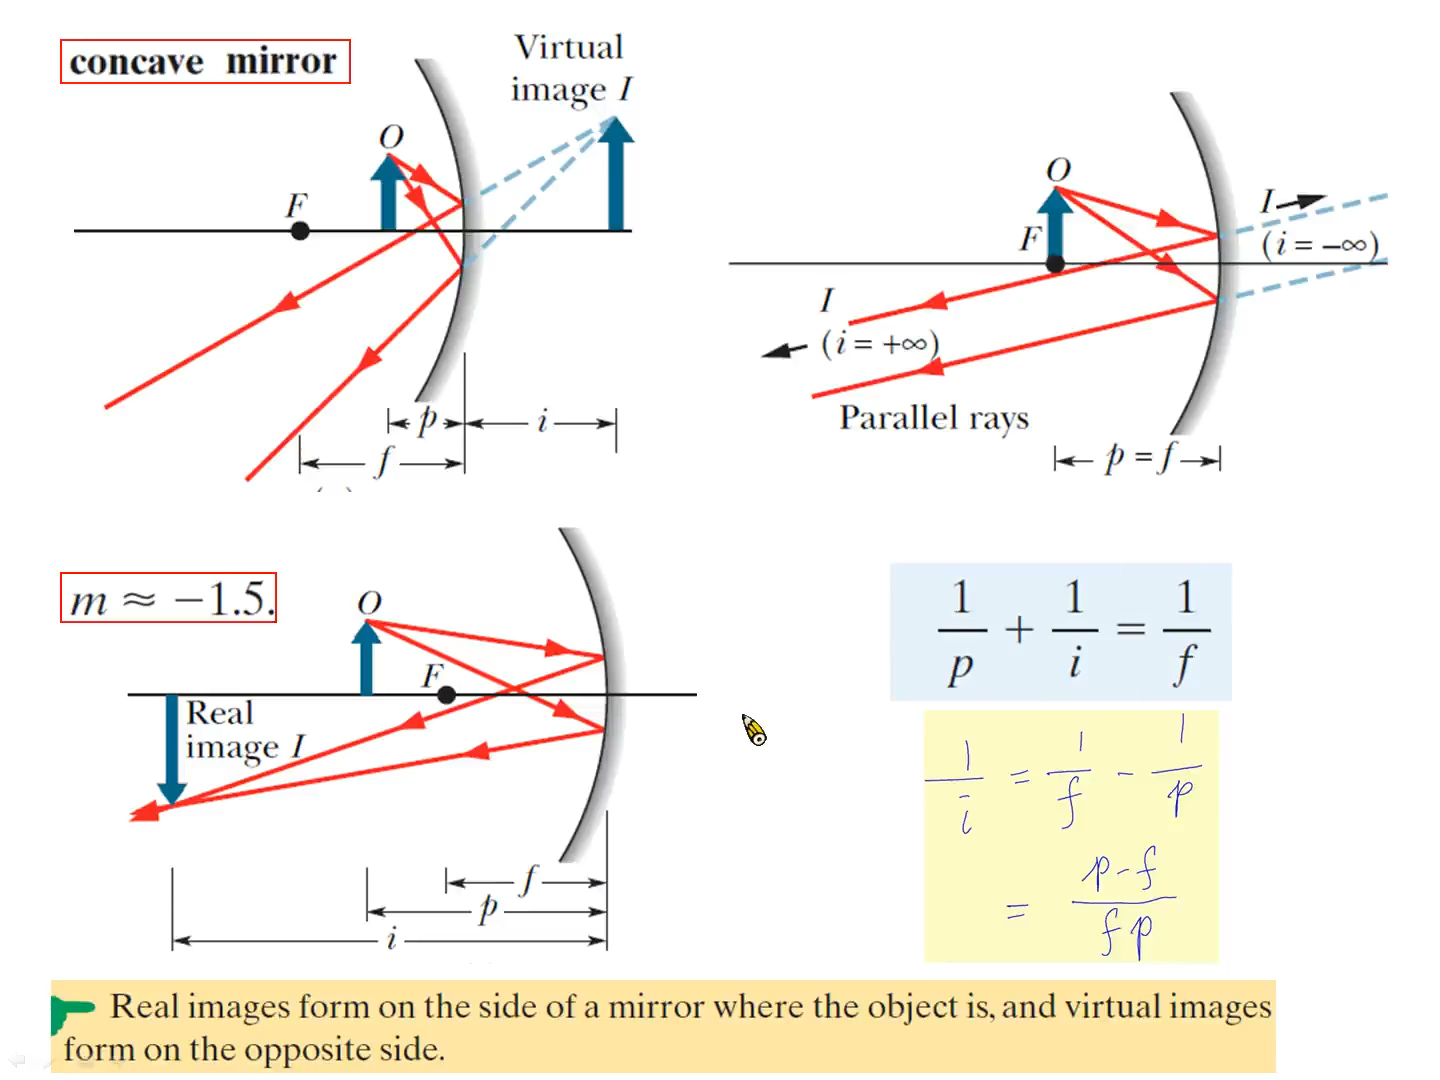 concave mirror
Virtual
image I
O
F
p
i
f
O
F
I
(i = −∞)
I
(i = +∞)
Parallel rays
p = f
m ≈ −1.5.
O
F
Real
image I
f
p
i
1/p + 1/i = 1/f
1/i = 1/f - 1/p
= p-f/fp
Real images form on the side of a mirror where the object is, and virtual images
form on the opposite side.